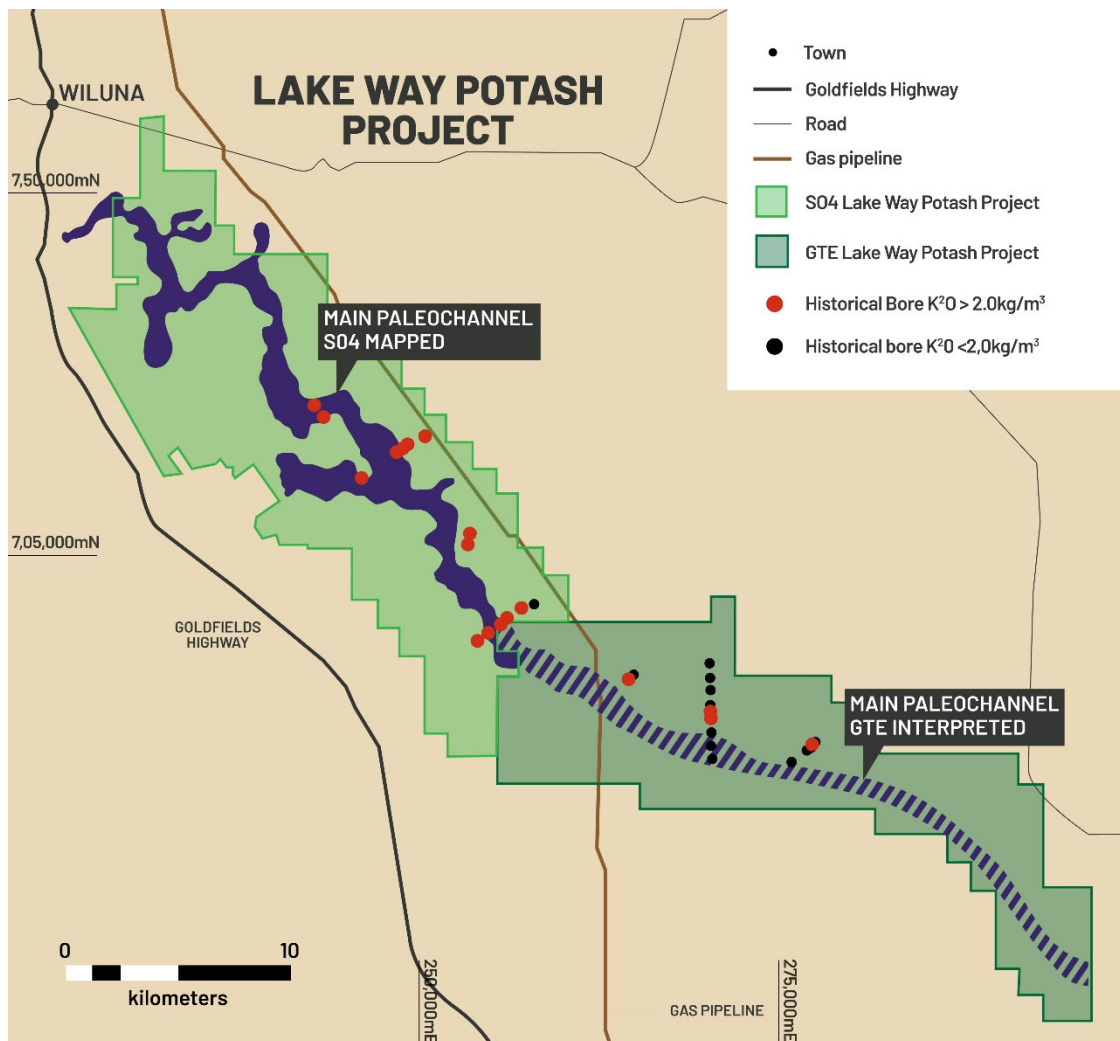 LAKE WAY POTASH
PROJECT
WILUNA
7,50,000mN
Town
Goldfields Highway
Road
Gas pipeline
SO4 Lake Way Potash Project
GTE Lake Way Potash Project
Historical Bore K²O > 2.0kg/m³
Historical bore K²O <2,0kg/m³
MAIN PALEOCHANNEL
SO4 MAPPED
7,05,000mN
GOLDFIELDS
HIGHWAY
MAIN PALEOCHANNEL
GTE INTERPRETED
0 10
kilometers
250,000mE
275,000mE
GAS PIPELINE